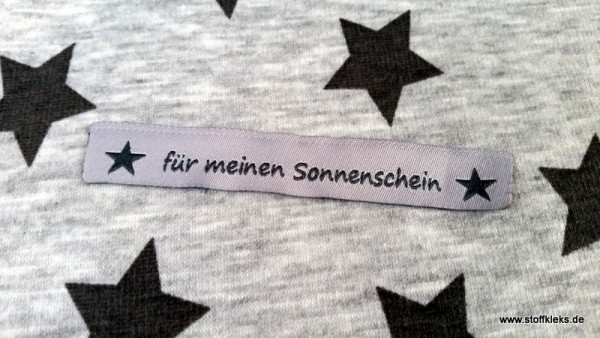 für meinen Sonnenschein
www.stoffkleks.de